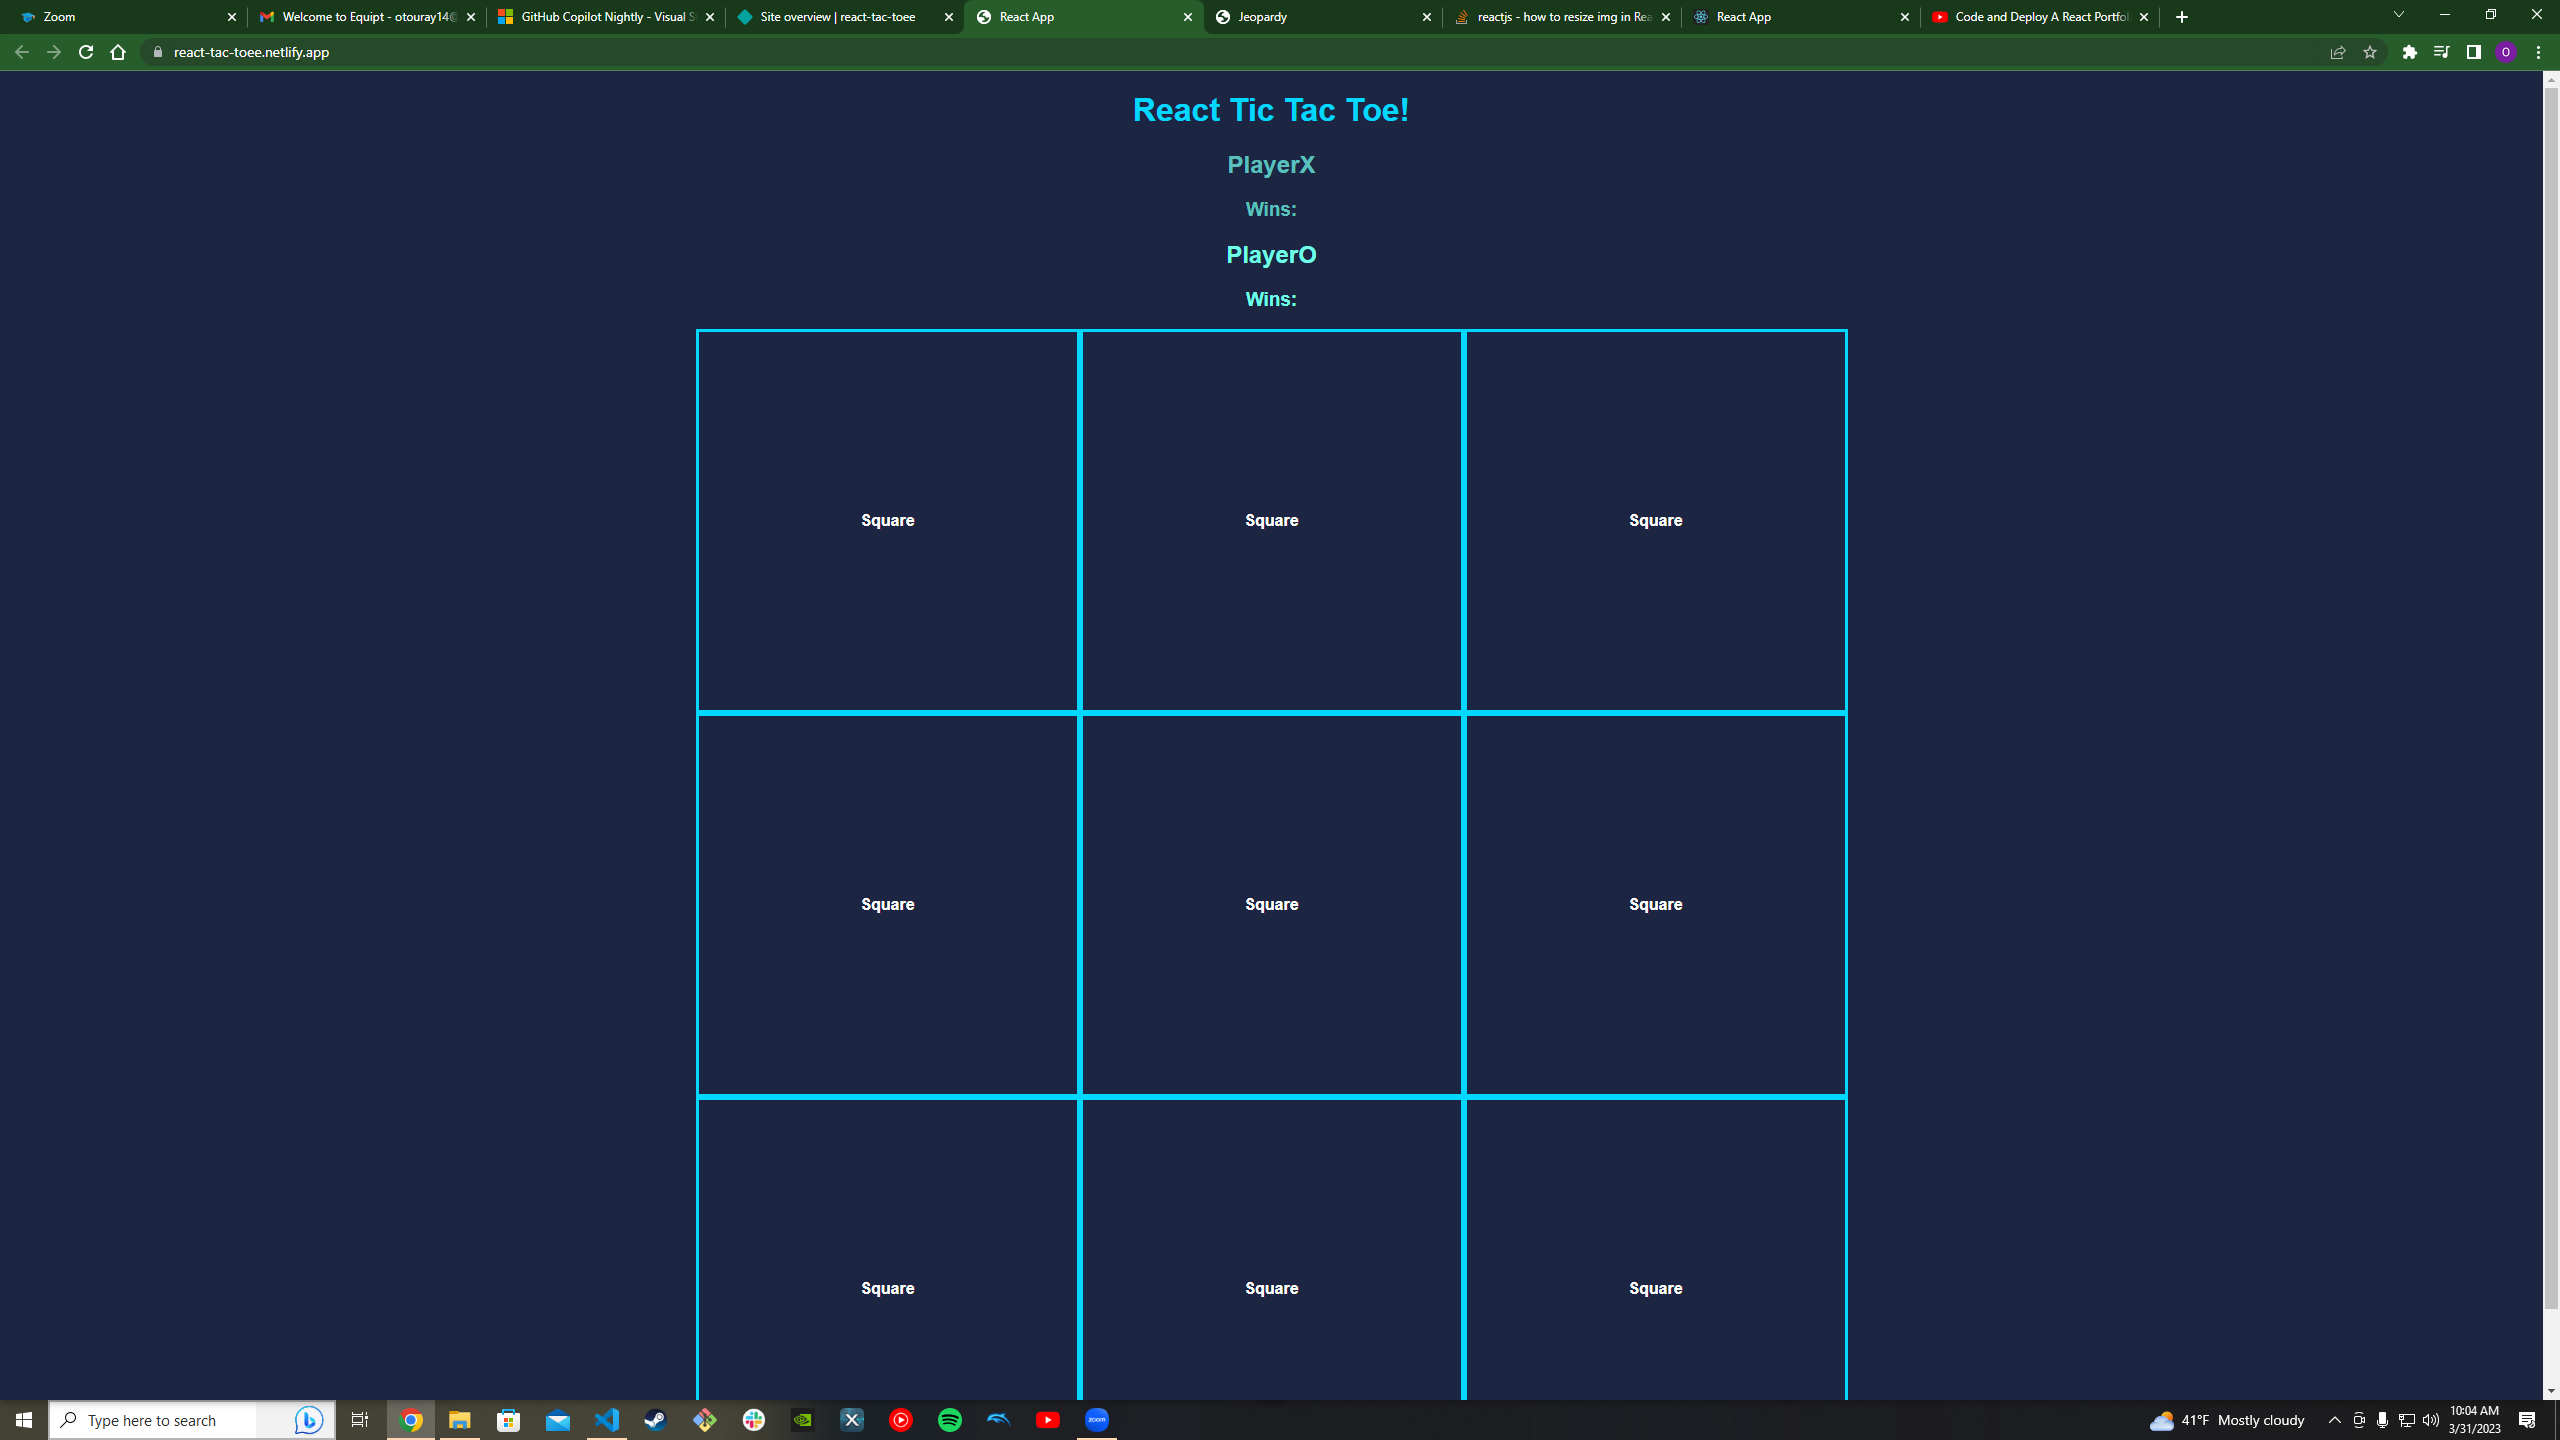 Zoom
Welcome to Equipt - otouray14@
GitHub Copilot Nightly - Visual S
Site overview | react-tac-toee
React App
Jeopardy
reactjs - how to resize img in Rea
React App
Code and Deploy A React Portfol
react-tac-toee.netlify.app
O
React Tic Tac Toe!
PlayerX
Wins:
PlayerO
Wins:
Square Square Square
Square Square Square
Square Square Square
Type here to search
zoom
41°F Mostly cloudy
10:04 AM
3/31/2023